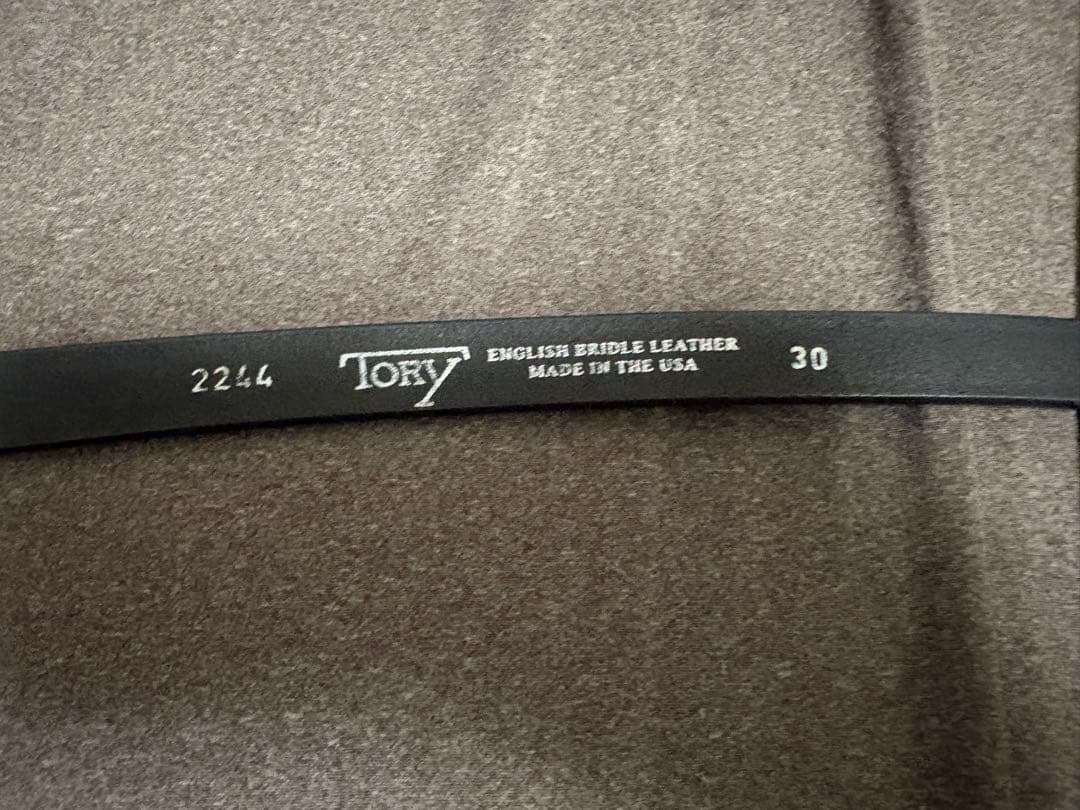 2244
TORY
ENGLISH BRIDLE LEATHER
MADE IN THE USA
30